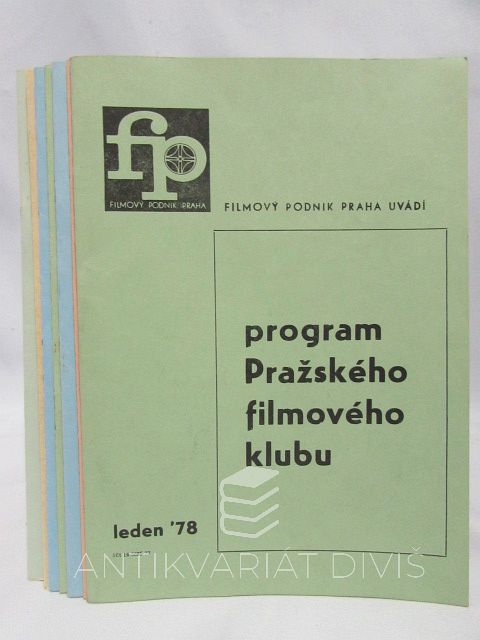 fp
FILMOVÝ PODNIK PRAHA
FILMOVÝ PODNIK PRAHA UVÁDÍ
program
Pražského
filmového
klubu
leden '78
ANTIKVARIÁT DIVIŠ